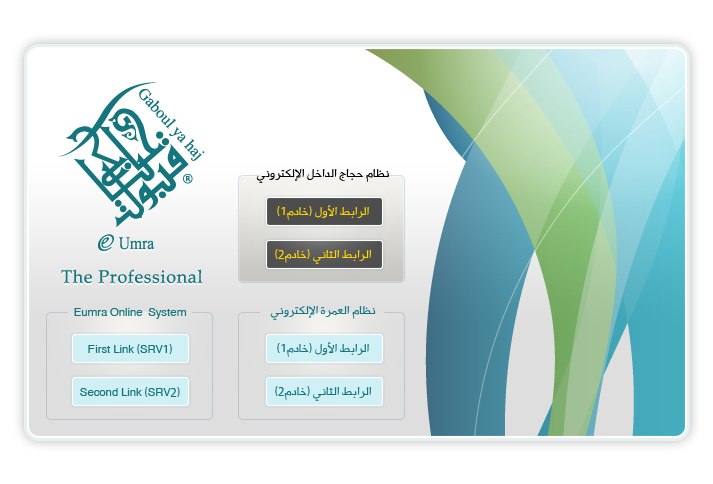 Gaboul ya haj
®
e Umra
The Professional
نظام حجاج الداخل الإلكتروني
الرابط الأول (خادم1)
الرابط الثاني (خادم2)
Eumra Online System
First Link (SRV1)
Second Link (SRV2)
نظام العمرة الإلكتروني
الرابط الأول (خادم1)
الرابط الثاني (خادم2)